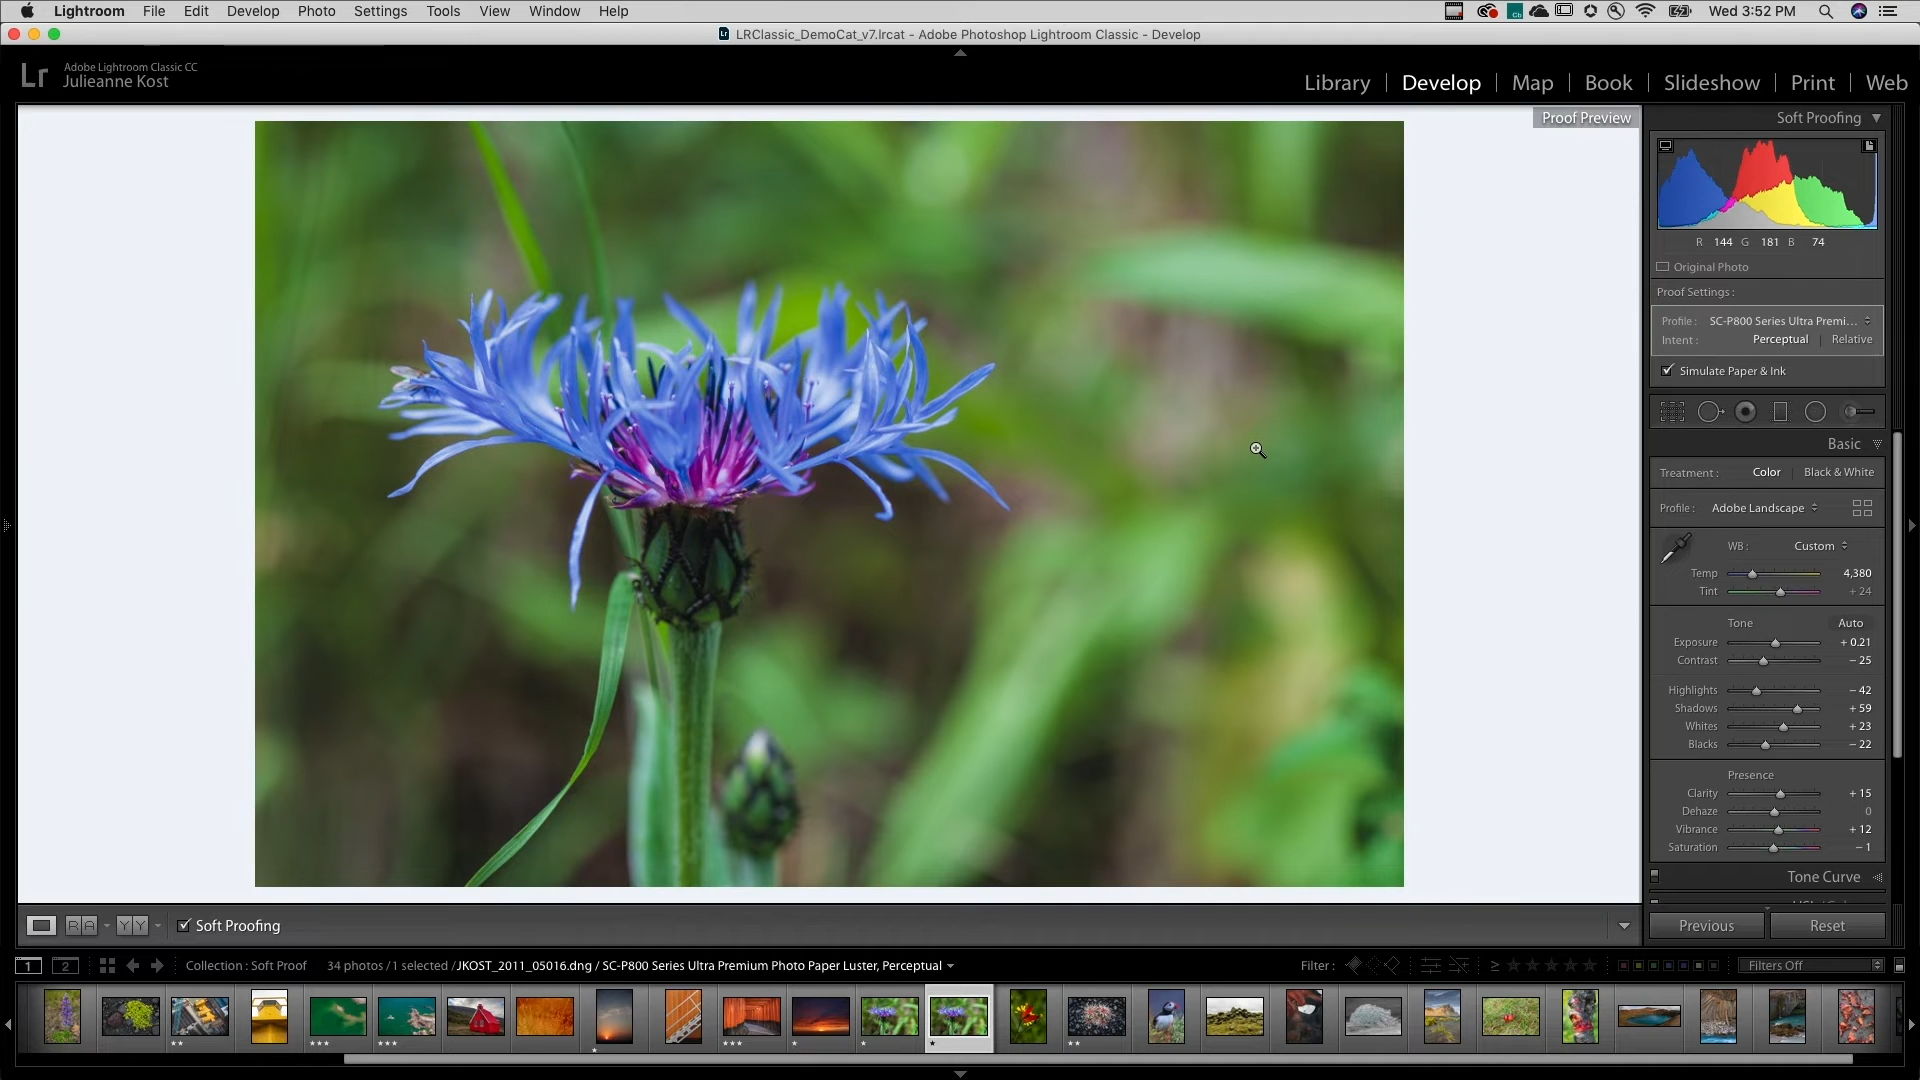 Lightroom File Edit Develop Photo Settings Tools View Window Help Wed 3:52 PM
LRClassic_DemoCat_v7.lrcat - Adobe Photoshop Lightroom Classic - Develop
Lr Adobe Lightroom Classic CC
Julieanne Kost
Library | Develop | Map | Book | Slideshow | Print | Web
Proof Preview
Soft Proofing
R 144 G 181 B 74
Original Photo
Proof Settings :
Profile : SC-P800 Series Ultra Premi...
Intent : Perceptual | Relative
Simulate Paper & Ink
Basic
Treatment : Color | Black & White
Profile : Adobe Landscape
WB : Custom
Temp 4,380
Tint + 24
Tone Auto
Exposure + 0.21
Contrast – 25
Highlights – 42
Shadows + 59
Whites + 23
Blacks – 22
Presence
Clarity + 15
Dehaze 0
Vibrance + 12
Saturation – 1
Tone Curve
Previous Reset
R A Y Y Soft Proofing
1 2 Collection : Soft Proof 34 photos / 1 selected / JKOST_2011_05016.dng / SC-P800 Series Ultra Premium Photo Paper Luster, Perceptual Filter : ≥ Filters Off